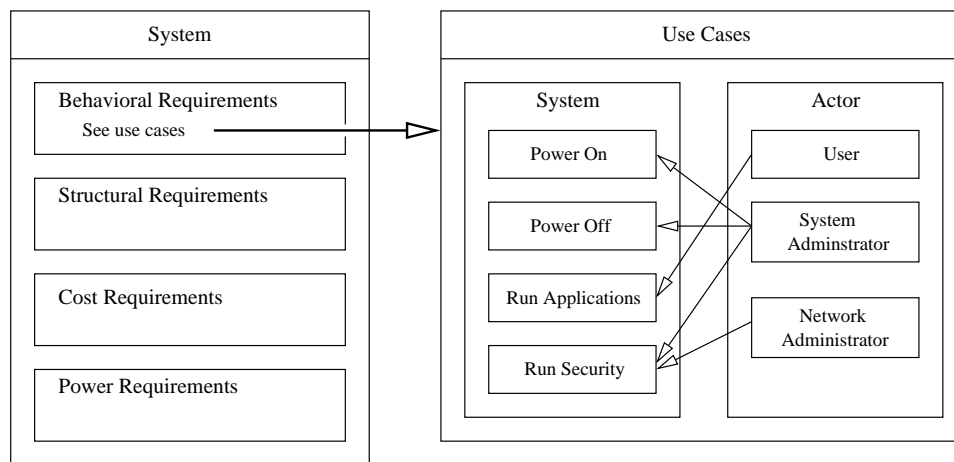 System
Behavioral Requirements
See use cases
Structural Requirements
Cost Requirements
Power Requirements
Use Cases
System
Power On
Power Off
Run Applications
Run Security
Actor
User
System
Adminstrator
Network
Administrator